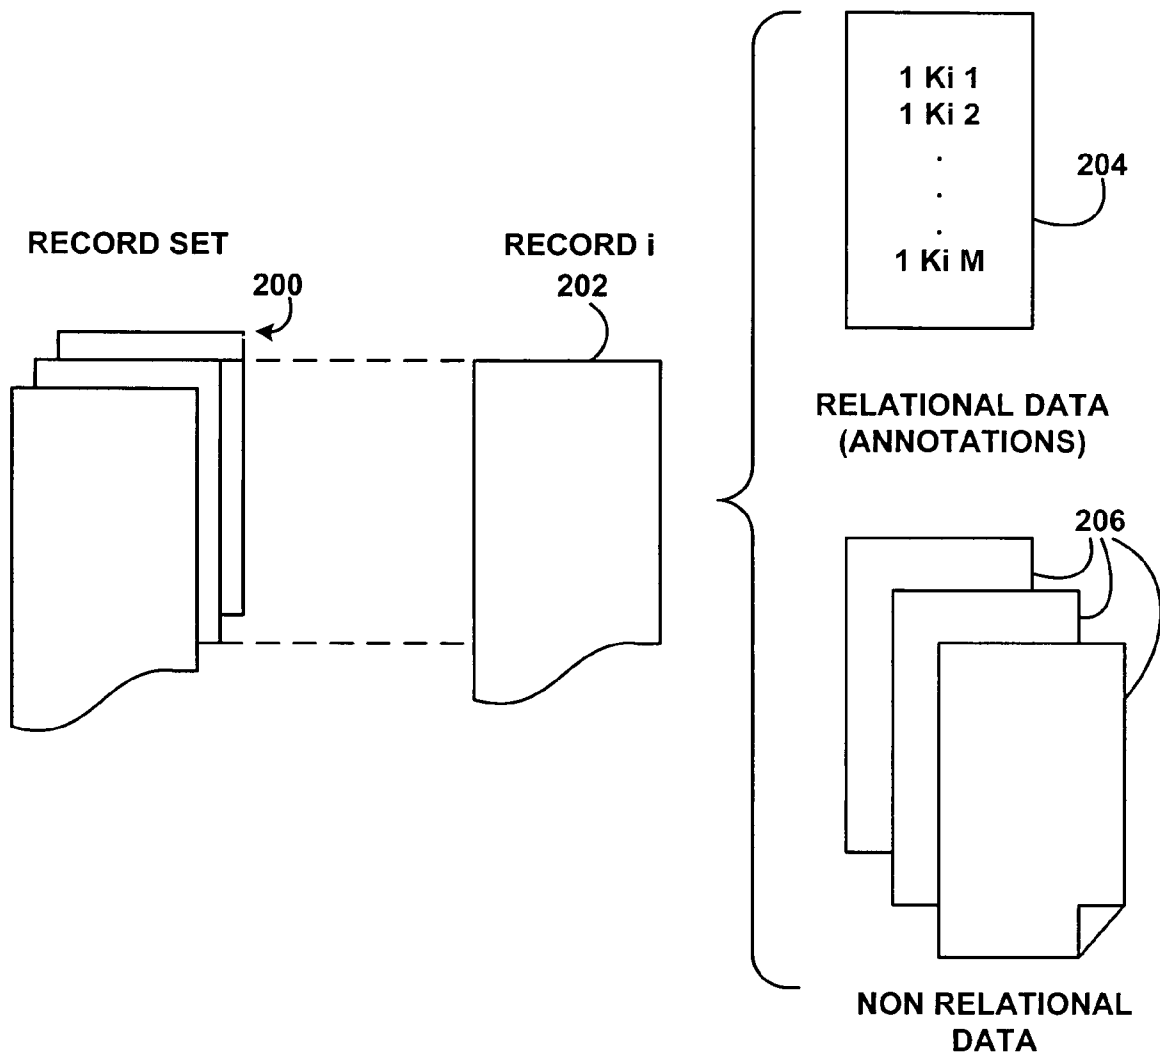 RECORD SET
200
RECORD i
202
1 Ki 1
1 Ki 2
.
.
.
1 Ki M
204
RELATIONAL DATA
(ANNOTATIONS)
206
NON RELATIONAL
DATA